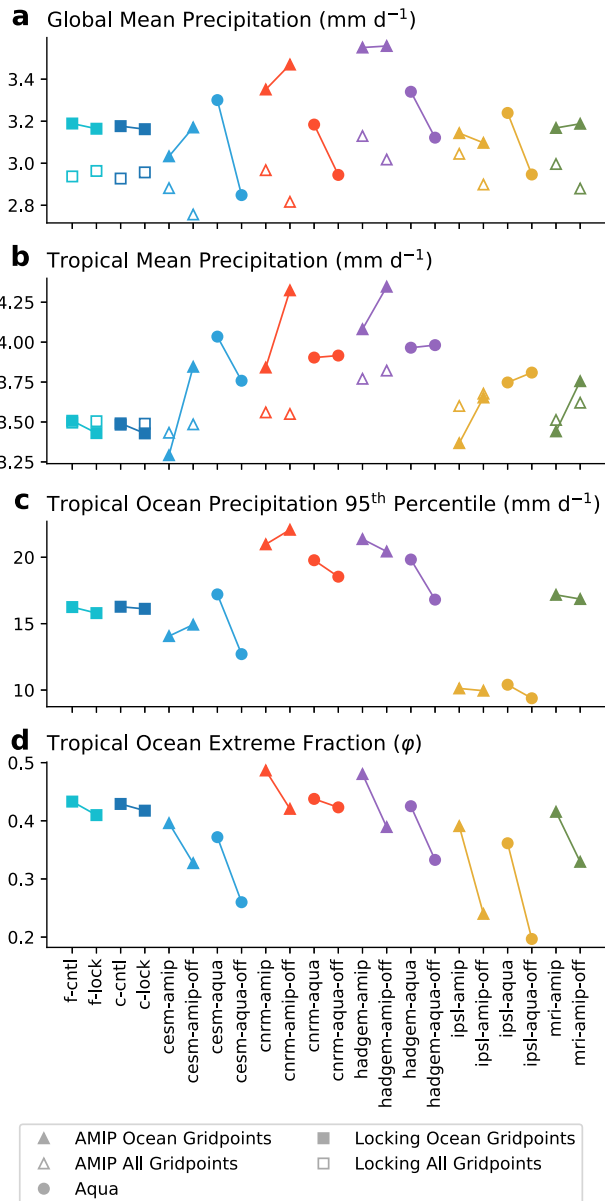 a Global Mean Precipitation (mm d⁻¹)
3.4
3.2
3.0
2.8
b Tropical Mean Precipitation (mm d⁻¹)
4.25
4.00
3.75
3.50
3.25
c Tropical Ocean Precipitation 95ᵗʰ Percentile (mm d⁻¹)
20
15
10
d Tropical Ocean Extreme Fraction (φ)
0.5
0.4
0.3
0.2
f-cntl
f-lock
c-cntl
c-lock
cesm-amip
cesm-amip-off
cesm-aqua
cesm-aqua-off
cnrm-amip
cnrm-amip-off
cnrm-aqua
cnrm-aqua-off
hadgem-amip
hadgem-amip-off
hadgem-aqua
hadgem-aqua-off
ipsl-amip
ipsl-amip-off
ipsl-aqua
ipsl-aqua-off
mri-amip
mri-amip-off
AMIP Ocean Gridpoints
AMIP All Gridpoints
Aqua
Locking Ocean Gridpoints
Locking All Gridpoints